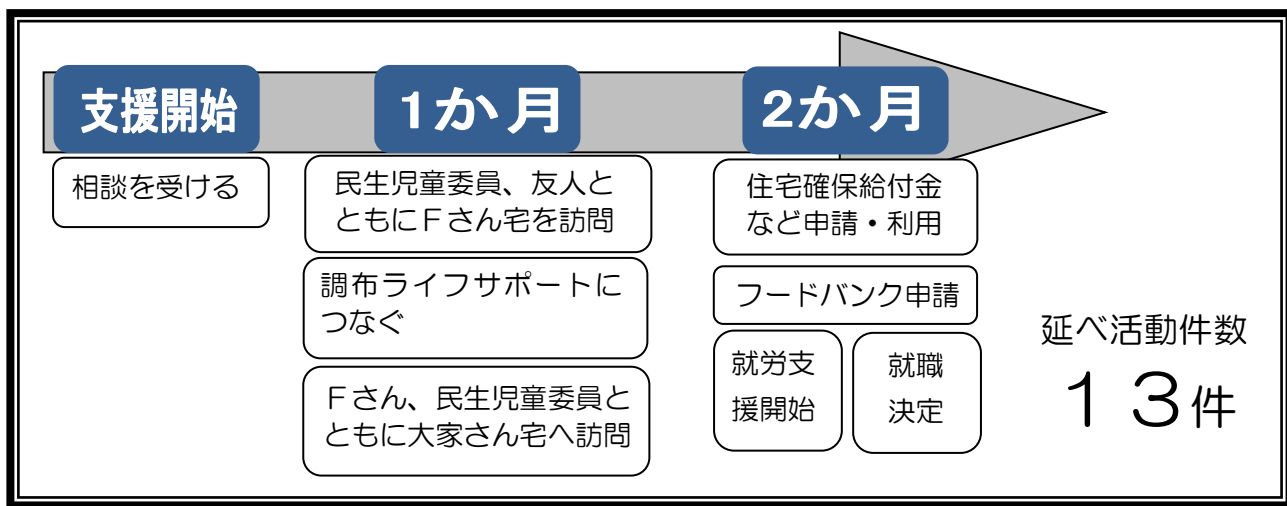 支援開始
1か月
2か月
相談を受ける
民生児童委員、友人と
ともにFさん宅を訪問
調布ライフサポートに
つなぐ
Fさん、民生児童委員と
ともに大家さん宅へ訪問
住宅確保給付金
など申請・利用
フードバンク申請
就労支
援開始
就職
決定
延べ活動件数
13件